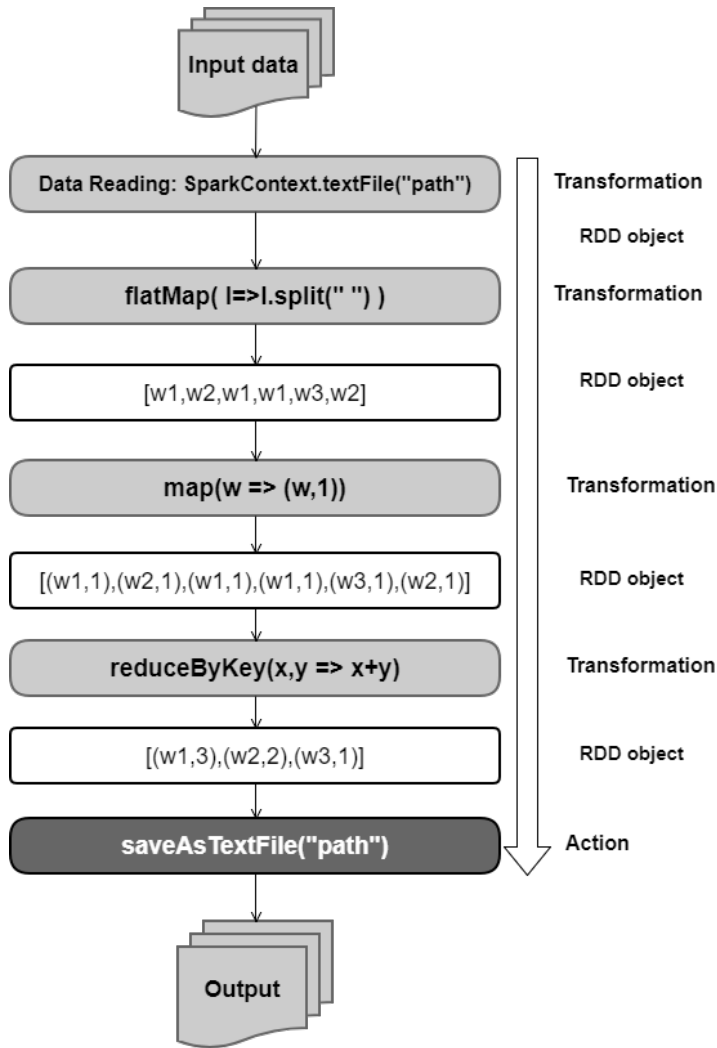 Input data
Data Reading: SparkContext.textFile("path")
Transformation
RDD object
flatMap( l=>l.split(" ") )
Transformation
[w1,w2,w1,w1,w3,w2]
RDD object
map(w => (w,1))
Transformation
[(w1,1),(w2,1),(w1,1),(w1,1),(w3,1),(w2,1)]
RDD object
reduceByKey(x,y => x+y)
Transformation
[(w1,3),(w2,2),(w3,1)]
RDD object
saveAsTextFile("path")
Action
Output